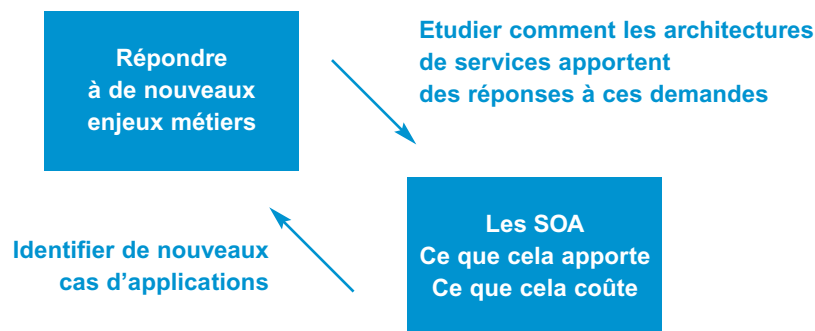 Répondre
à de nouveaux
enjeux métiers
Etudier comment les architectures
de services apportent
des réponses à ces demandes
Les SOA
Ce que cela apporte
Ce que cela coûte
Identifier de nouveaux
cas d’applications